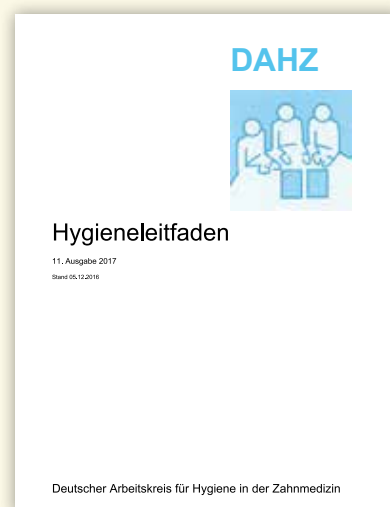 DAHZ
Hygieneleitfaden
11. Ausgabe 2017
Stand 05.12.2016
Deutscher Arbeitskreis für Hygiene in der Zahnmedizin